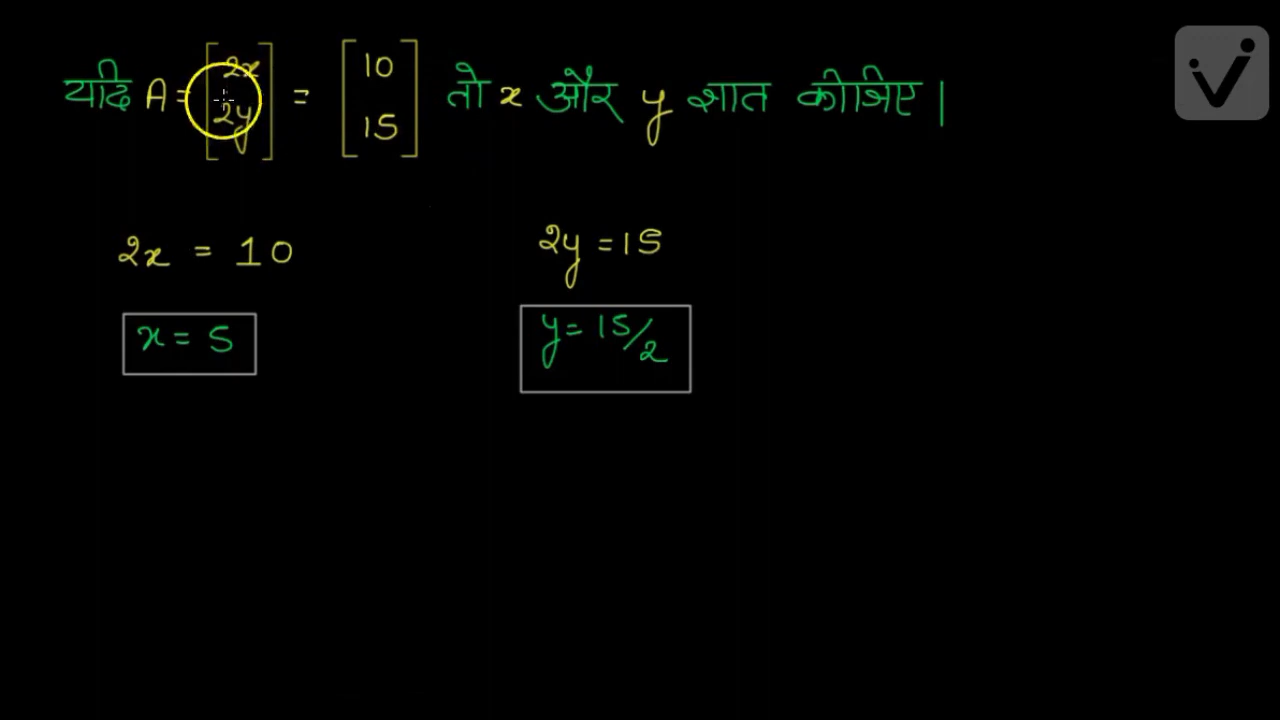 यदि A = [2x 2y] = [10 15] तो x और y ज्ञात कीजिए।
2x = 10
2y = 15
x = 5
y = 15/2